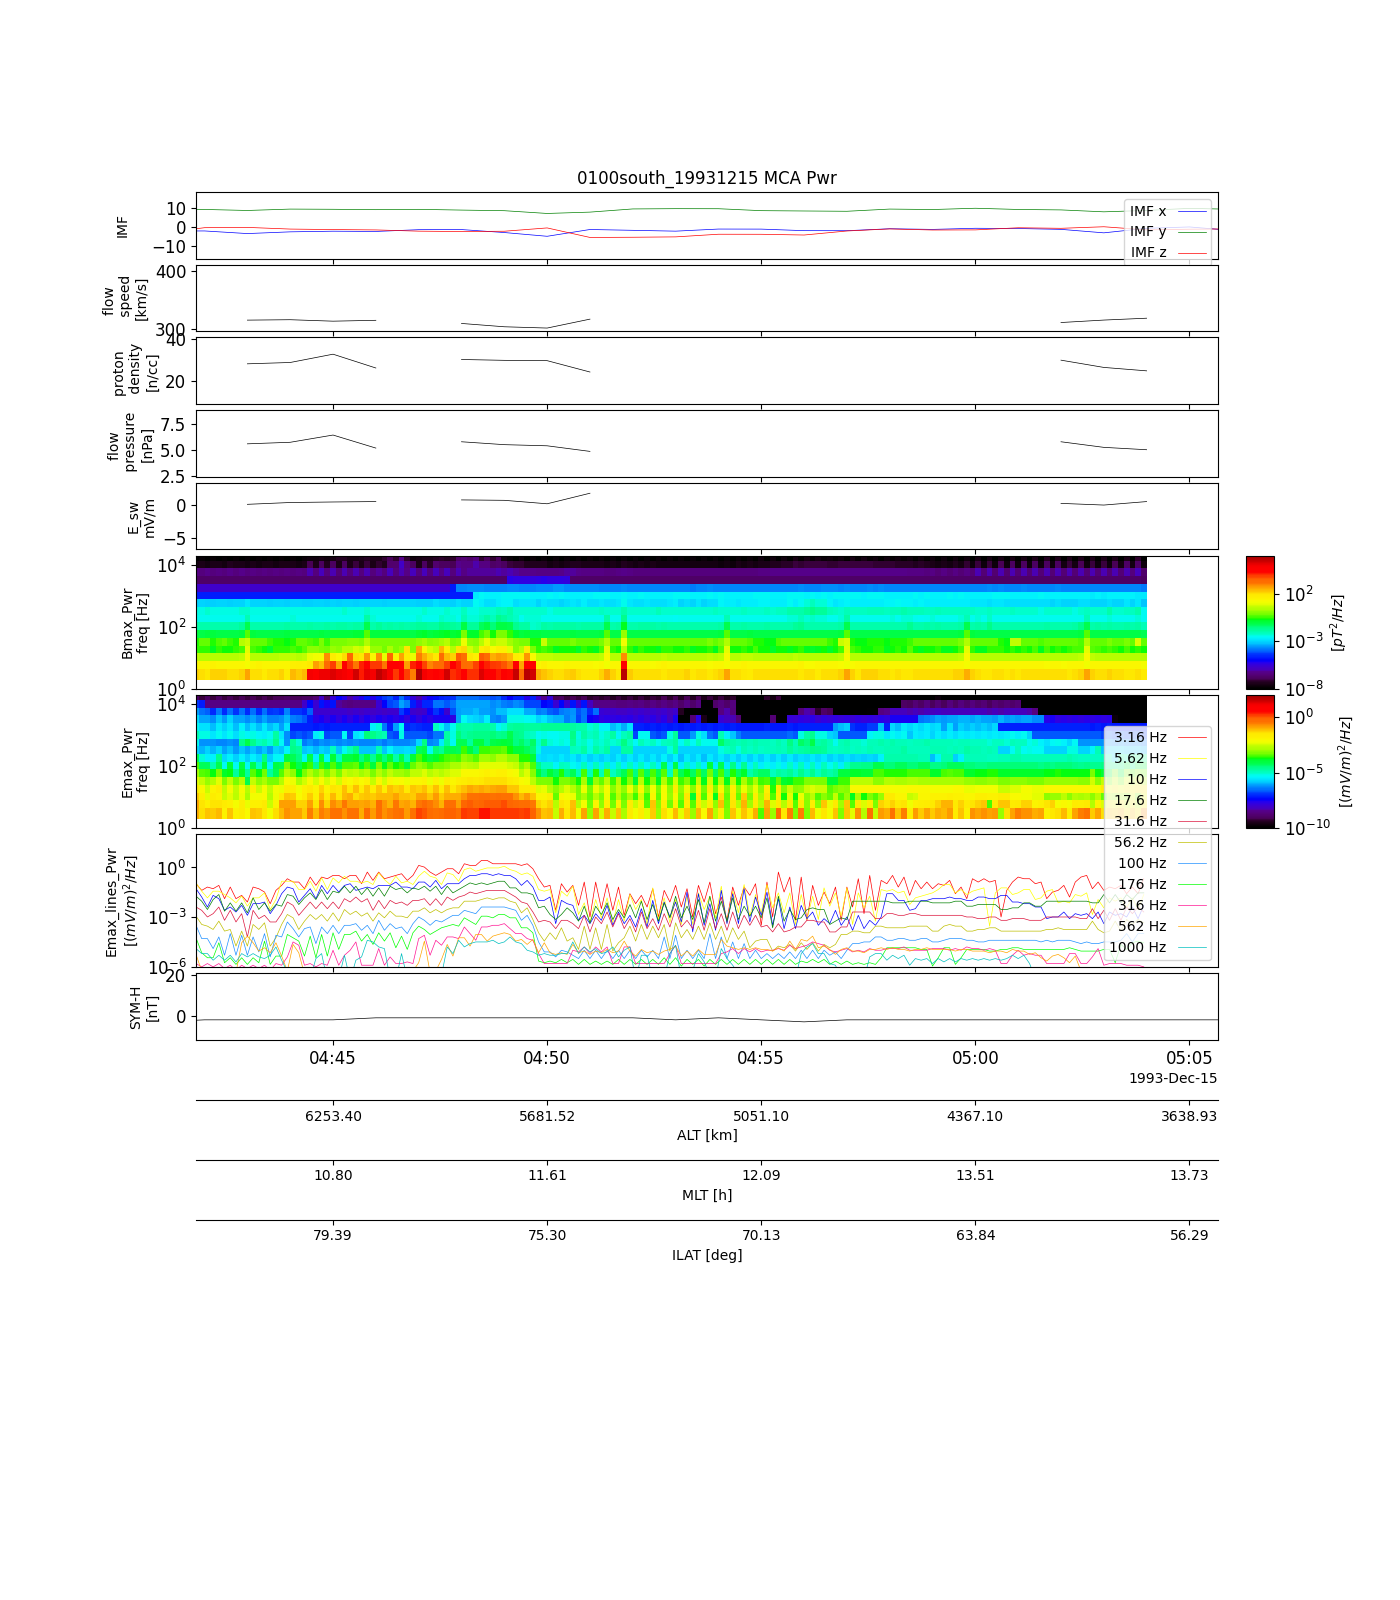 0100south_19931215 MCA Pwr
IMF
10
0
−10
IMF x
IMF y
IMF z
flow
speed
[km/s]
400
300
proton
density
[n/cc]
40
20
flow
pressure
[nPa]
7.5
5.0
2.5
E_sw
mV/m
0
−5
Bmax_Pwr
freq [Hz]
10^4
10^2
10^0
10^2
10^−3
10^−8
[pT^2/Hz]
Emax_Pwr
freq [Hz]
10^4
10^2
10^0
10^0
10^−5
10^−10
[(mV/m)^2/Hz]
3.16 Hz
5.62 Hz
10 Hz
17.6 Hz
31.6 Hz
56.2 Hz
100 Hz
176 Hz
316 Hz
562 Hz
1000 Hz
Emax_lines_Pwr
[(mV/m)^2/Hz]
10^0
10^−3
10^−6
SYM-H
[nT]
20
0
04:45 04:50 04:55 05:00 05:05
1993-Dec-15
6253.40 5681.52 5051.10 4367.10 3638.93
ALT [km]
10.80 11.61 12.09 13.51 13.73
MLT [h]
79.39 75.30 70.13 63.84 56.29
ILAT [deg]